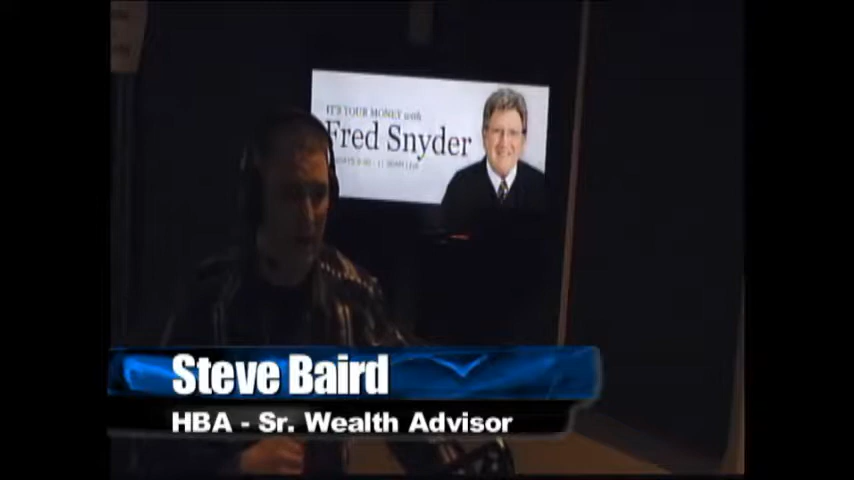 IT'S YOUR MONEY with
Fred Snyder
Steve Baird
HBA - Sr. Wealth Advisor